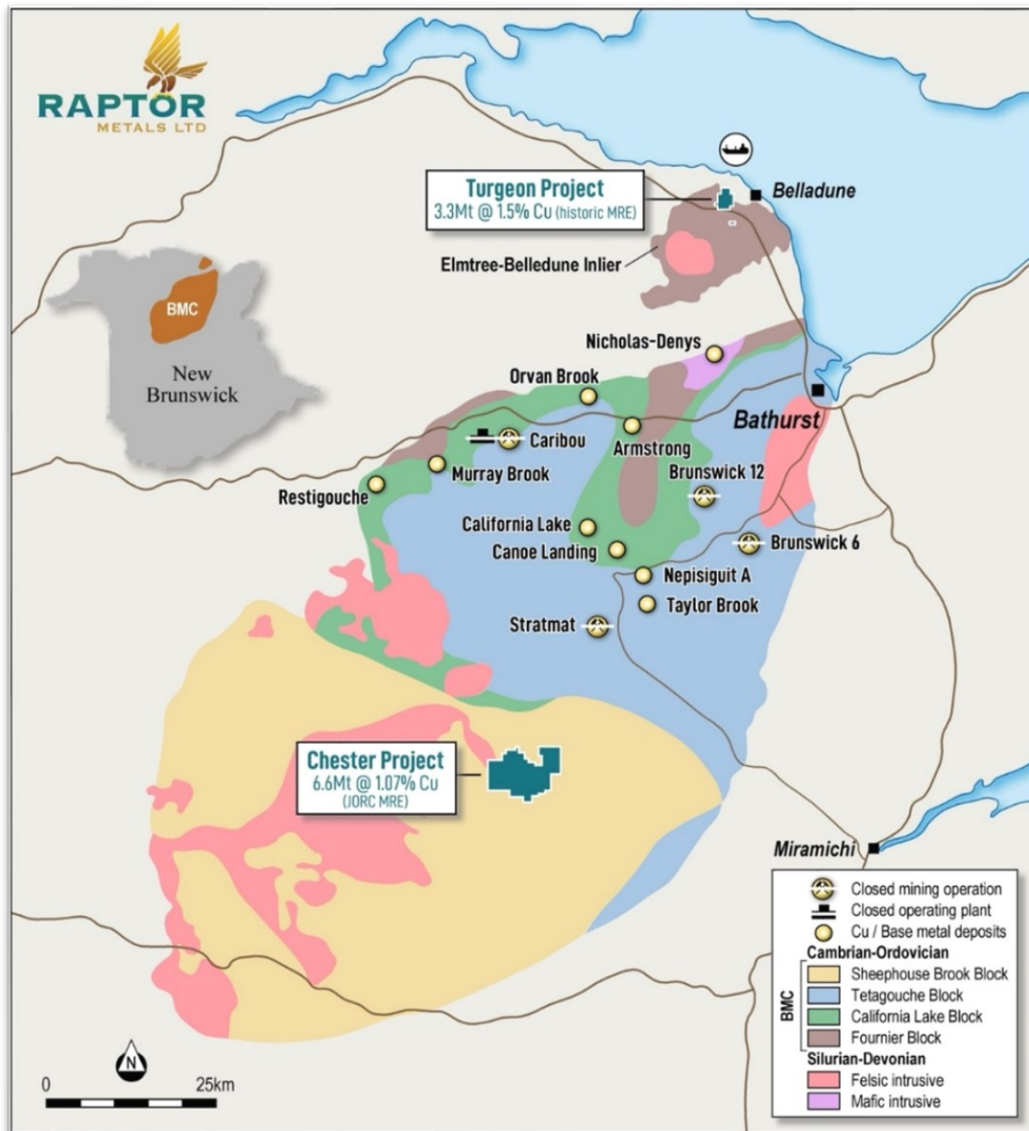 RAPTOR
METALS LTD
Turgeon Project
3.3Mt @ 1.5% Cu (historic MRE)
Belladune
Elmtree-Belledune Inlier
BMC
New
Brunswick
Nicholas-Denys
Orvan Brook
Bathurst
Caribou
Armstrong
Murray Brook
Brunswick 12
Restigouche
California Lake
Canoe Landing
Brunswick 6
Nepisiguit A
Taylor Brook
Stratmat
Chester Project
6.6Mt @ 1.07% Cu
(JORC MRE)
Miramichi
Closed mining operation
Closed operating plant
Cu / Base metal deposits
Cambrian-Ordovician
BMC
Sheephouse Brook Block
Tetagouche Block
California Lake Block
Fournier Block
Silurian-Devonian
Felsic intrusive
Mafic intrusive
N
0 25km